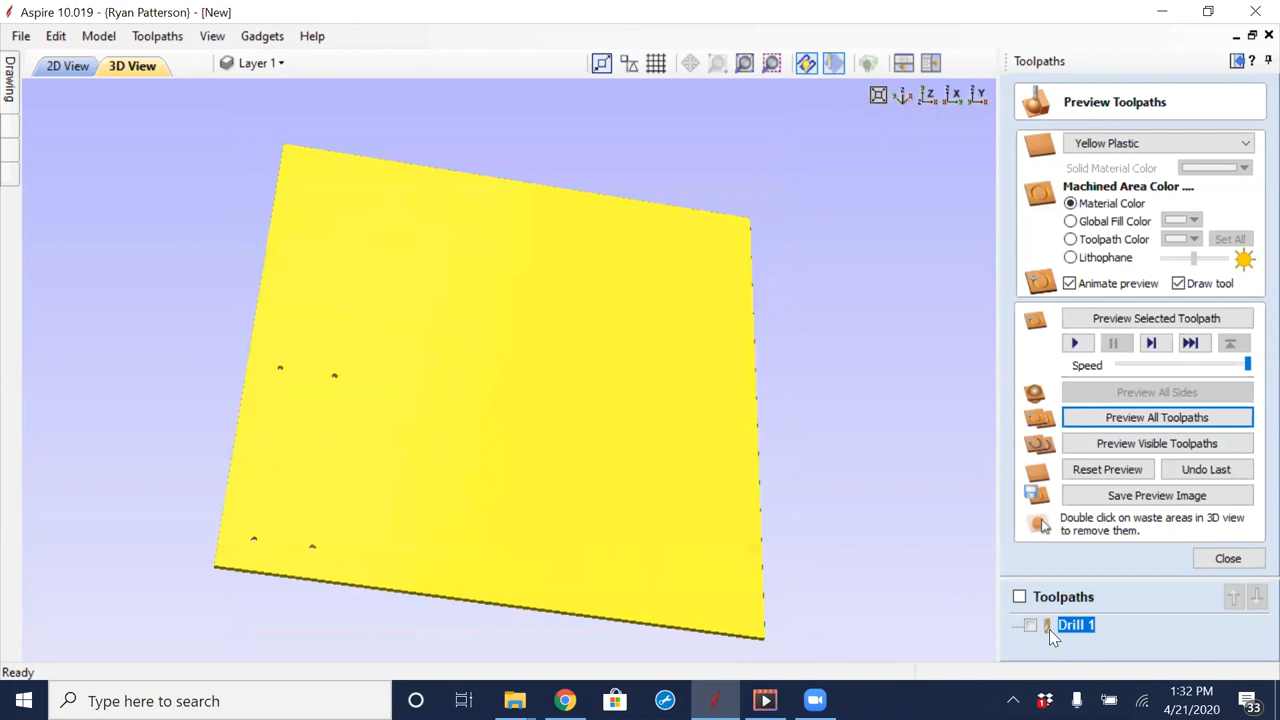 Aspire 10.019 - {Ryan Patterson} - [New]
File Edit Model Toolpaths View Gadgets Help
Drawing
2D View 3D View Layer 1
Z X Y
Toolpaths ?
Preview Toolpaths
Yellow Plastic
Solid Material Color
Machined Area Color ....
Material Color
Global Fill Color
Toolpath Color Set All
Lithophane
Animate preview Draw tool
Preview Selected Toolpath
Speed
Preview All Sides
Preview All Toolpaths
Preview Visible Toolpaths
Reset Preview Undo Last
Save Preview Image
Double click on waste areas in 3D view
to remove them.
Close
Toolpaths
Drill 1
Ready
Type here to search
1:32 PM
4/21/2020
33